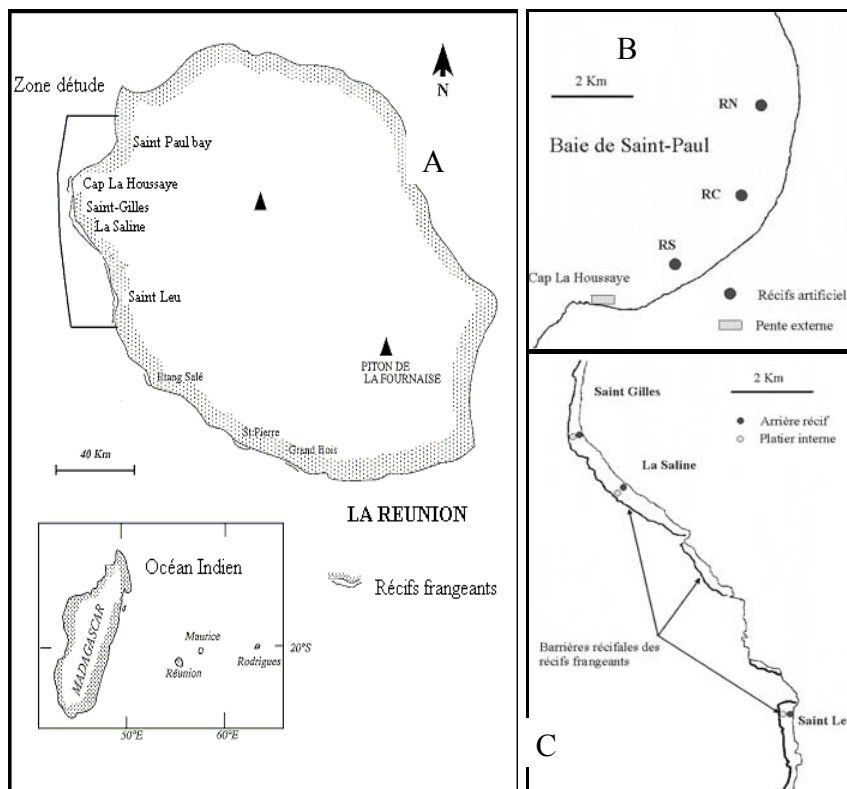 Zone détude
N
A
Saint Paul bay
Cap La Houssaye
Saint-Gilles
La Saline
Saint Leu
PITON DE
LA FOURNAISE
Etang Salé
St-Pierre
Grand Bois
40 Km
LA REUNION
Récifs frangeants
Océan Indien
MADAGASCAR
Maurice
Réunion
Rodrigues
20°S
50°E
60°E
B
2 Km
RN
Baie de Saint-Paul
RC
RS
Cap La Houssaye
Récifs artificiel
Pente externe
Saint Gilles
2 Km
Arrière récif
Platier interne
La Saline
Barrières récifales des
récifs frangeants
Saint Le
C